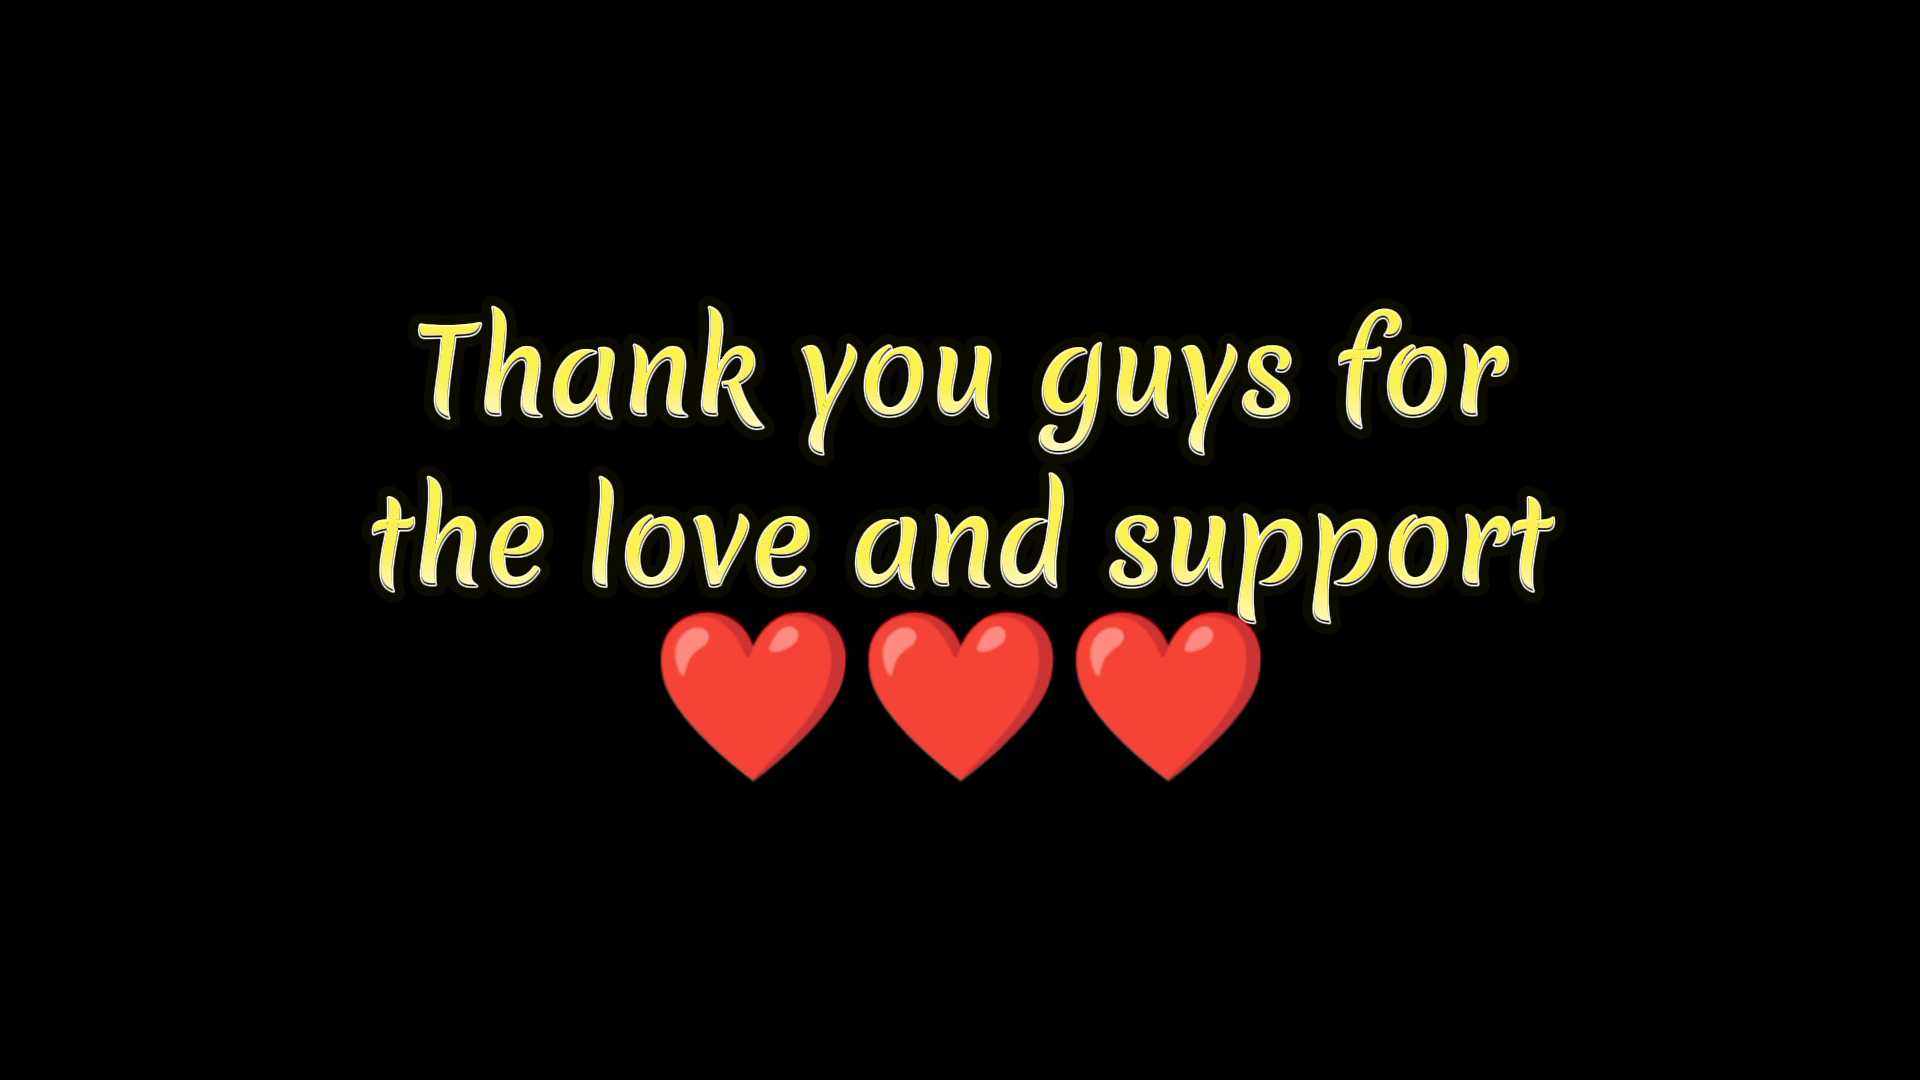 Thank you guys for
the love and support
❤️❤️❤️